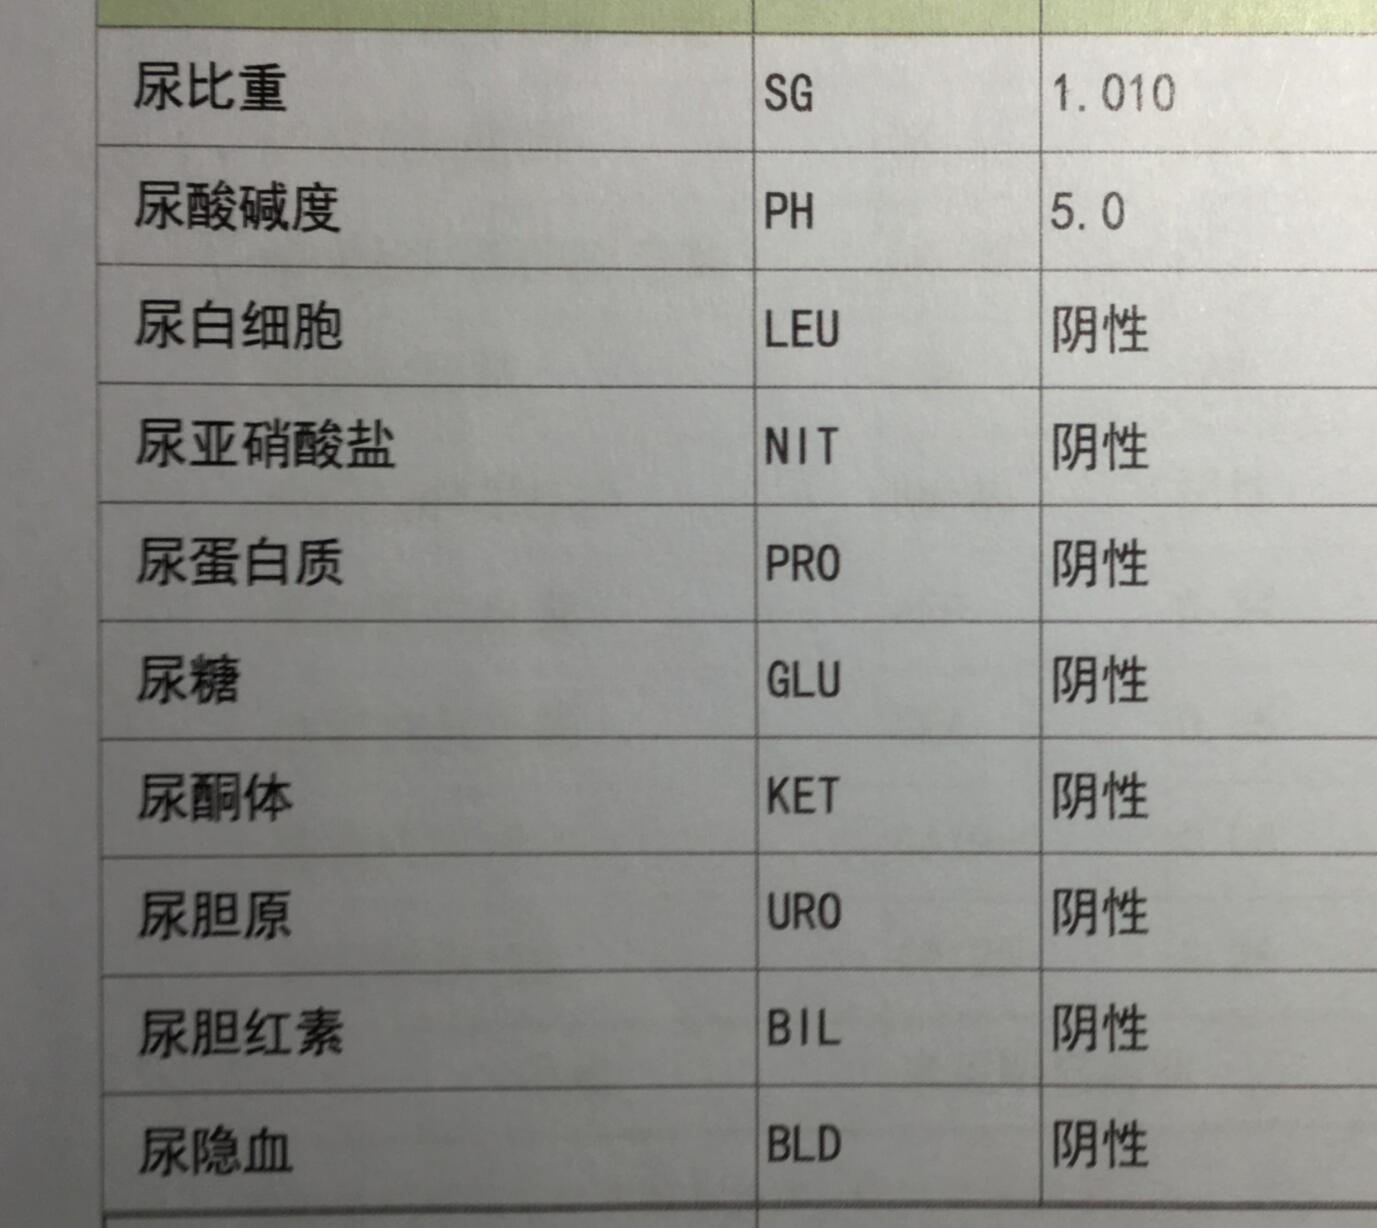 尿比重 SG 1.010
尿酸碱度 PH 5.0
尿白细胞 LEU 阴性
尿亚硝酸盐 NIT 阴性
尿蛋白质 PRO 阴性
尿糖 GLU 阴性
尿酮体 KET 阴性
尿胆原 URO 阴性
尿胆红素 BIL 阴性
尿隐血 BLD 阴性